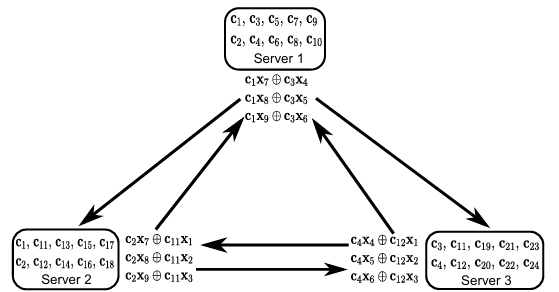 c₁, c₃, c₅, c₇, c₉
c₂, c₄, c₆, c₈, c₁₀
Server 1
c₁x₇ ⊕ c₃x₄
c₁x₈ ⊕ c₃x₅
c₁x₉ ⊕ c₃x₆
c₁, c₁₁, c₁₃, c₁₅, c₁₇
c₂, c₁₂, c₁₄, c₁₆, c₁₈
Server 2
c₂x₇ ⊕ c₁₁x₁
c₂x₈ ⊕ c₁₁x₂
c₂x₉ ⊕ c₁₁x₃
c₄x₄ ⊕ c₁₂x₁
c₄x₅ ⊕ c₁₂x₂
c₄x₆ ⊕ c₁₂x₃
c₃, c₁₁, c₁₉, c₂₁, c₂₃
c₄, c₁₂, c₂₀, c₂₂, c₂₄
Server 3